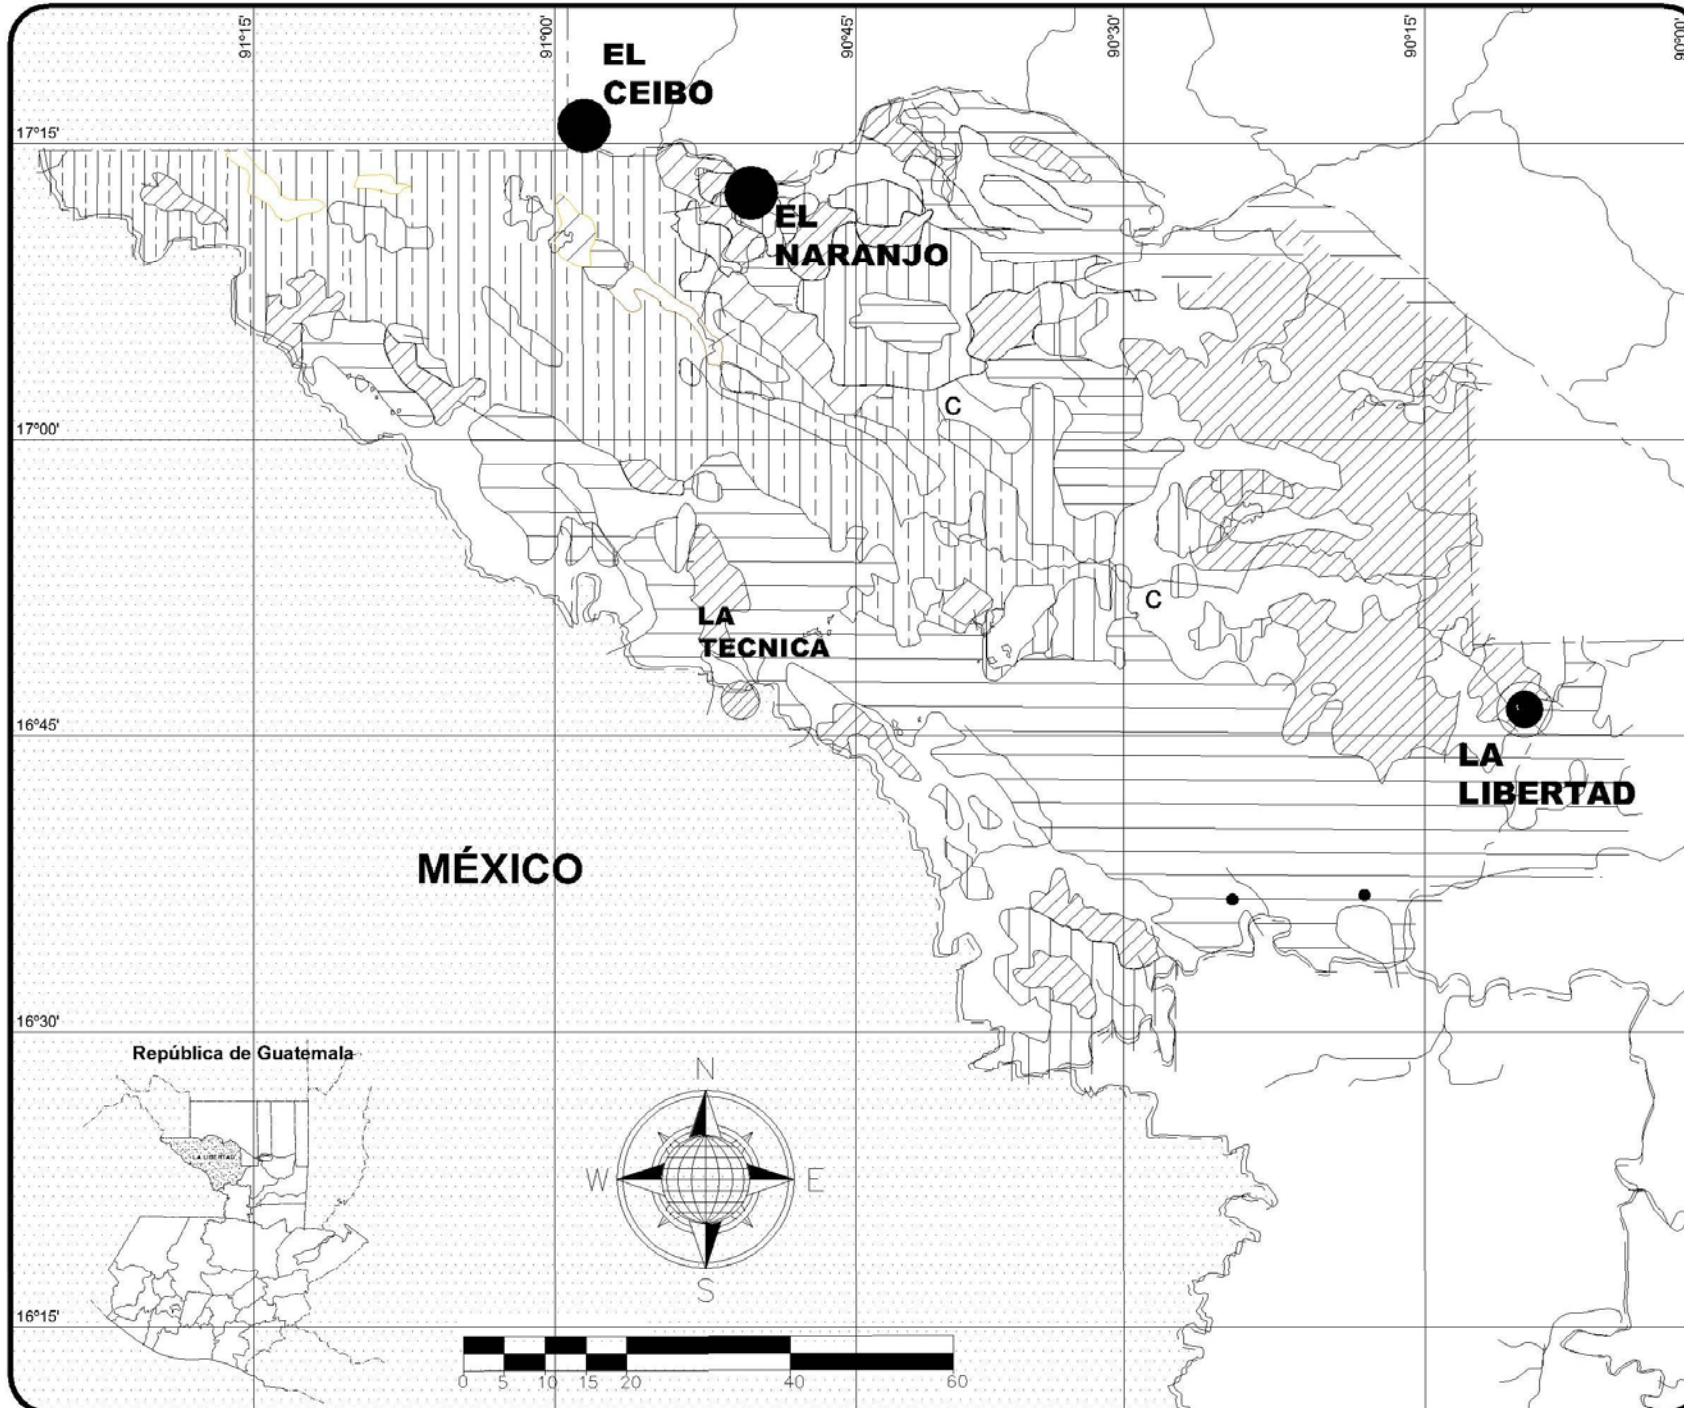 91°15'
91°00'
90°45'
90°30'
90°15'
90°00'
EL
CEIBO
17°15'
EL
NARANJO
C
17°00'
C
LA
TECNICA
16°45'
LA
LIBERTAD
MÉXICO
16°30'
República de Guatemala
LA LIBERTAD
N
W
E
S
16°15'
0 5 10 15 20 40 60